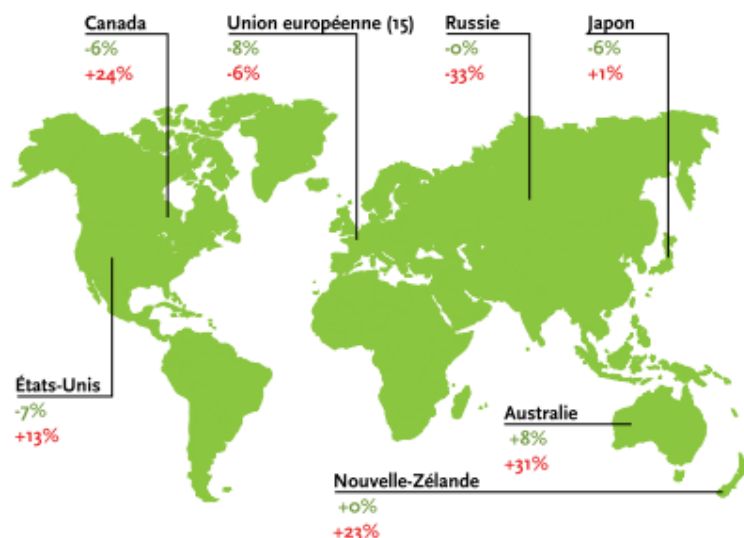 Canada
-6%
+24%
Union européenne (15)
-8%
-6%
Russie
-0%
-33%
Japon
-6%
+1%
États-Unis
-7%
+13%
Australie
+8%
+31%
Nouvelle-Zélande
+0%
+23%